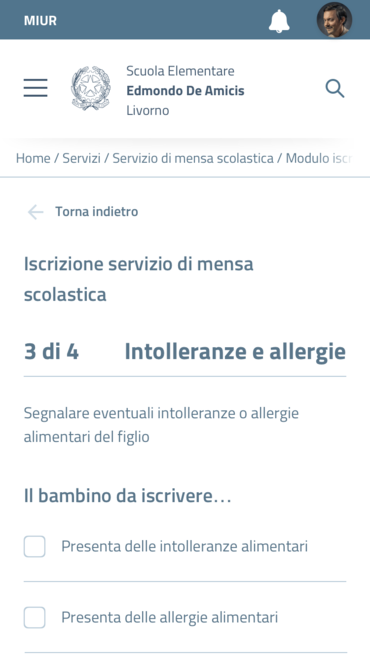 MIUR
Scuola Elementare
Edmondo De Amicis
Livorno
Home / Servizi / Servizio di mensa scolastica / Modulo iscr
Torna indietro
Iscrizione servizio di mensa
scolastica
3 di 4 Intolleranze e allergie
Segnalare eventuali intolleranze o allergie
alimentari del figlio
Il bambino da iscrivere...
Presenta delle intolleranze alimentari
Presenta delle allergie alimentari